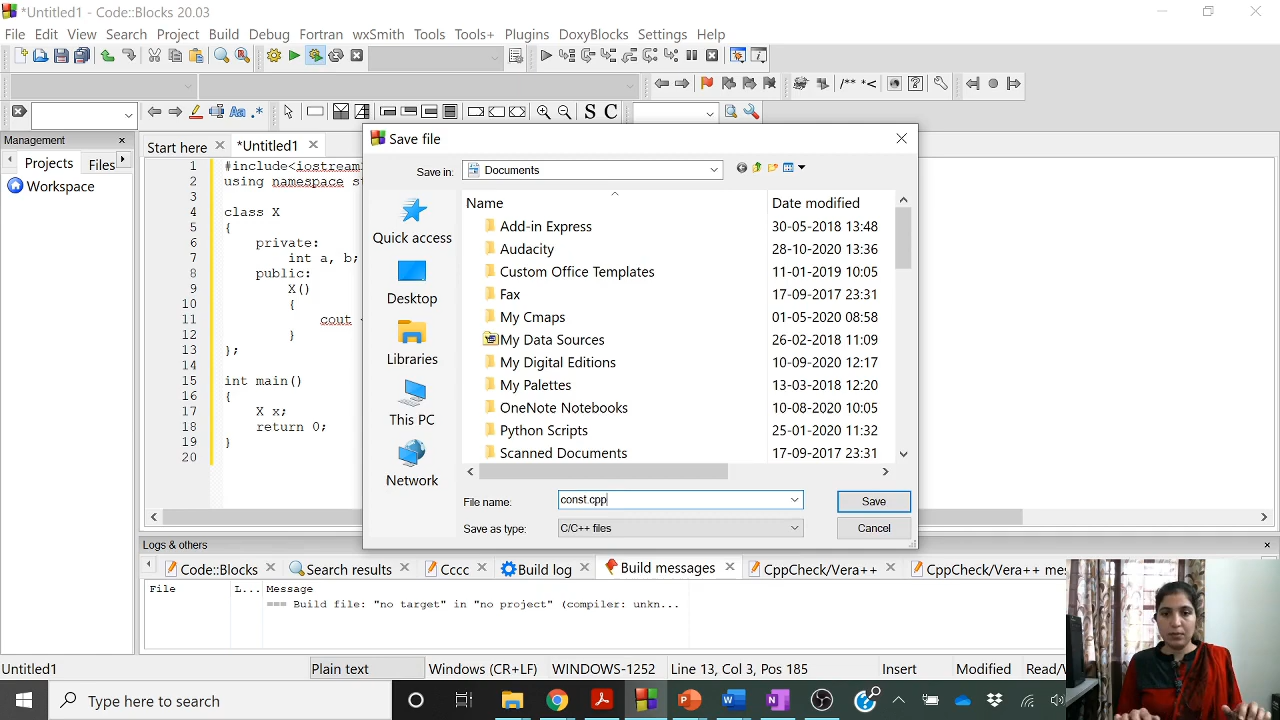 *Untitled1 - Code::Blocks 20.03
File Edit View Search Project Build Debug Fortran wxSmith Tools Tools+ Plugins DoxyBlocks Settings Help
/** *<
S C
Management
Projects Files
Workspace
Start here *Untitled1
1 #include<iostream
2 using namespace st
3
4 class X
5 {
6 private:
7 int a, b;
8 public:
9 X()
10 {
11 cout <
12 }
13 };
14
15 int main()
16 {
17 X x;
18 return 0;
19 }
20
Save file
Save in: Documents
Quick access
Desktop
Libraries
This PC
Network
Name Date modified
Add-in Express 30-05-2018 13:48
Audacity 28-10-2020 13:36
Custom Office Templates 11-01-2019 10:05
Fax 17-09-2017 23:31
My Cmaps 01-05-2020 08:58
My Data Sources 26-02-2018 11:09
My Digital Editions 10-09-2020 12:17
My Palettes 13-03-2018 12:20
OneNote Notebooks 10-08-2020 10:05
Python Scripts 25-01-2020 11:32
Scanned Documents 17-09-2017 23:31
File name: const.cpp Save
Save as type: C/C++ files Cancel
Logs & others
Code::Blocks Search results Cccc Build log Build messages CppCheck/Vera++ CppCheck/Vera++ mes
File L... Message
=== Build file: "no target" in "no project" (compiler: unkn...
Untitled1 Plain text Windows (CR+LF) WINDOWS-1252 Line 13, Col 3, Pos 185 Insert Modified Read/W
Type here to search